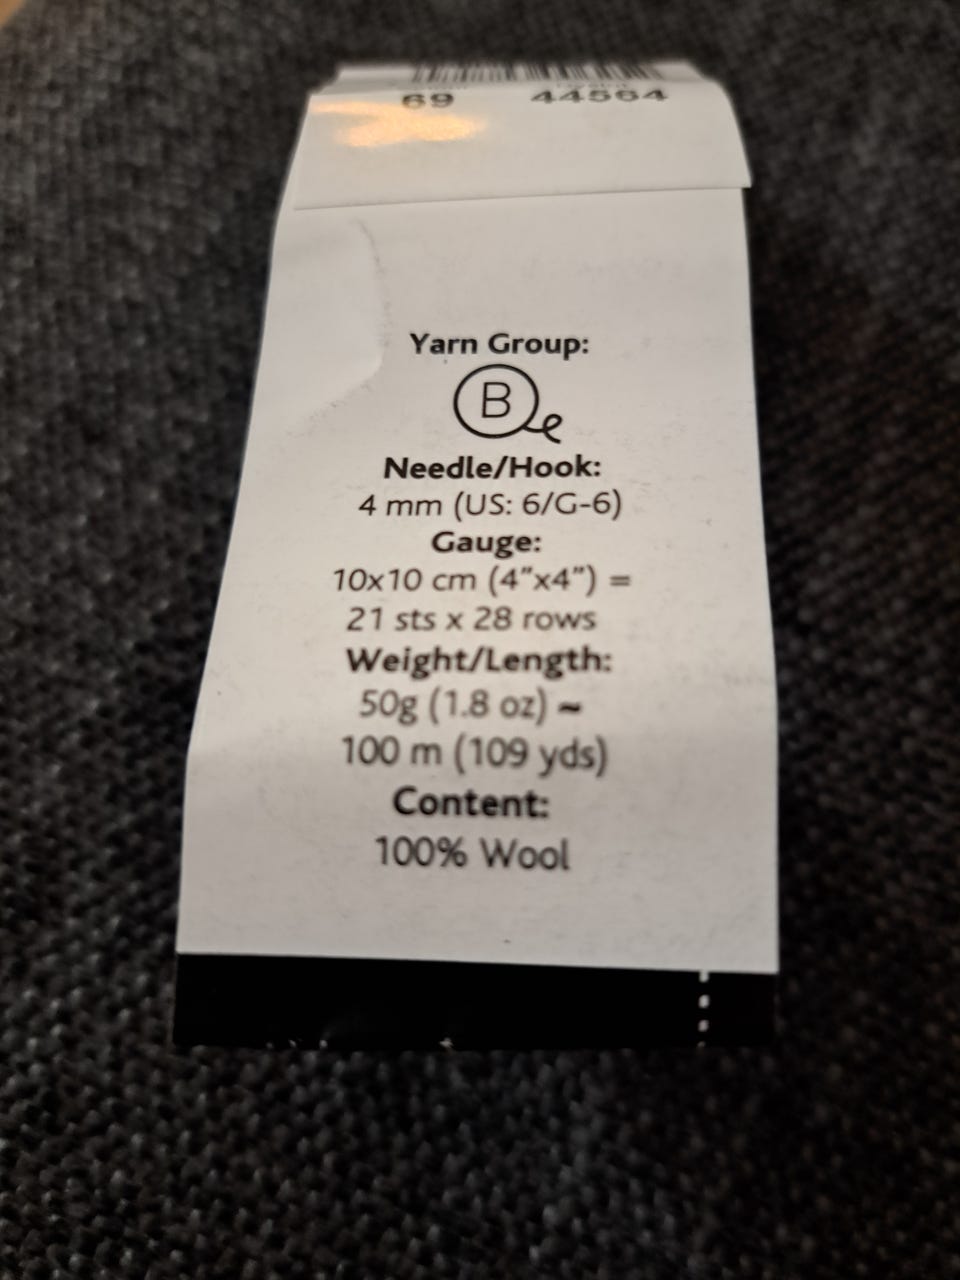 69 44564
Yarn Group:
B
Needle/Hook:
4 mm (US: 6/G-6)
Gauge:
10x10 cm (4”x4”) =
21 sts x 28 rows
Weight/Length:
50g (1.8 oz) ~
100 m (109 yds)
Content:
100% Wool